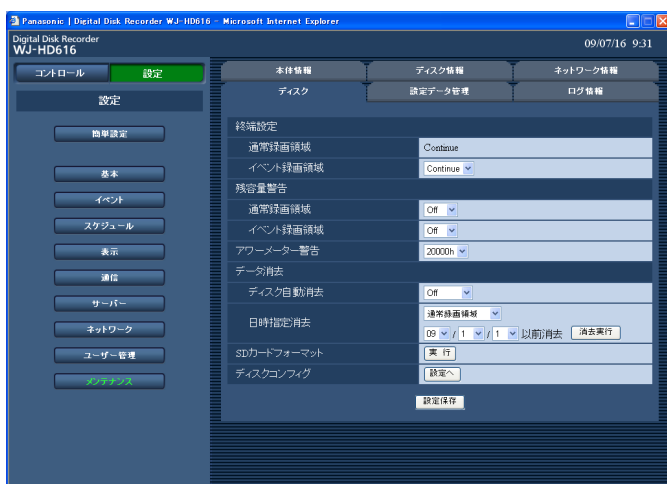 Panasonic | Digital Disk Recorder WJ-HD616 - Microsoft Internet Explorer
Digital Disk Recorder
WJ-HD616
09/07/16 9:31
コントロール 設定
設定
簡単設定
基本
イベント
スケジュール
表示
通信
サーバー
ネットワーク
ユーザー管理
メンテナンス
本体情報 ディスク情報 ネットワーク情報
ディスク 設定データ管理 ログ情報
終端設定
通常録画領域 Continue
イベント録画領域 Continue
残容量警告
通常録画領域 Off
イベント録画領域 Off
アワーメーター警告 20000h
データ消去
ディスク自動消去 Off
日時指定消去 通常録画領域
09 / 1 / 1 以前消去 消去実行
SDカードフォーマット 実 行
ディスクコンフィグ 設定へ
設定保存